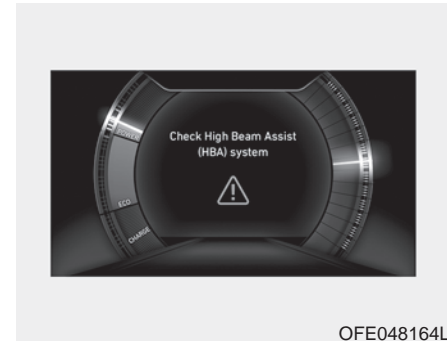 POWER
Check High Beam Assist
(HBA) system
ECO
CHARGE
OFE048164L